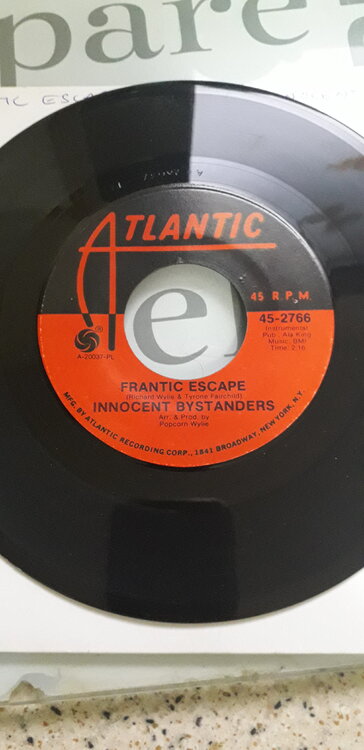 pare?
ATLANTIC
45 R.P.M.
45-2766
Instrumental
Pub., Ala King
Music, BMI
Time: 2:16
A-20037-PL
FRANTIC ESCAPE
(Richard Wylie & Tyrone Fairchild)
INNOCENT BYSTANDERS
Arr. & Prod. by
Popcorn Wylie
MFG. BY ATLANTIC RECORDING CORP., 1841 BROADWAY, NEW YORK, N.Y.